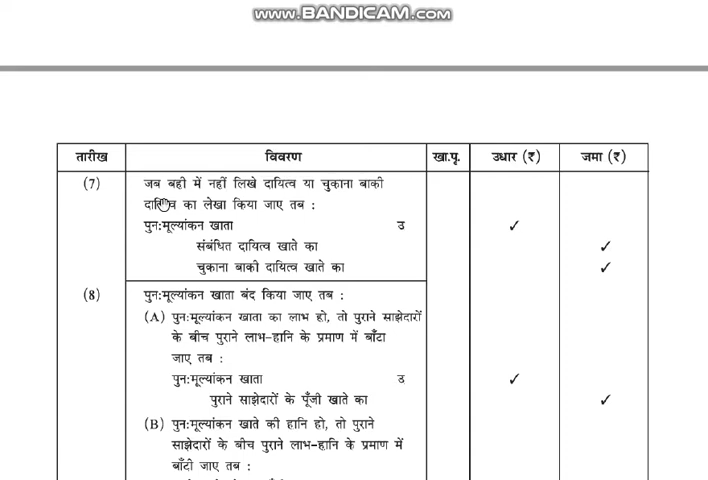 www.BANDICAM.com
तारीख विवरण खा.पृ. उधार (₹) जमा (₹)
(7) जब बही में नहीं लिखे दायित्व या चुकाना बाकी
का लेखा किया जाए तब :
पुनःमूल्यांकन खाता उ ✓
संबंधित दायित्व खाते का ✓
चुकाना बाकी दायित्व खाते का ✓
(8) पुनःमूल्यांकन खाता बंद किया जाए तब :
(A) पुनःमूल्यांकन खाता का लाभ हो, तो पुराने साझेदारों
के बीच पुराने लाभ-हानि के प्रमाण में बाँटा
जाए तब :
पुनःमूल्यांकन खाता उ ✓
पुराने साझेदारों के पूँजी खाते का ✓
(B) पुनःमूल्यांकन खाते की हानि हो, तो पुराने
साझेदारों के बीच पुराने लाभ-हानि के प्रमाण में
बाँटी जाए तब :